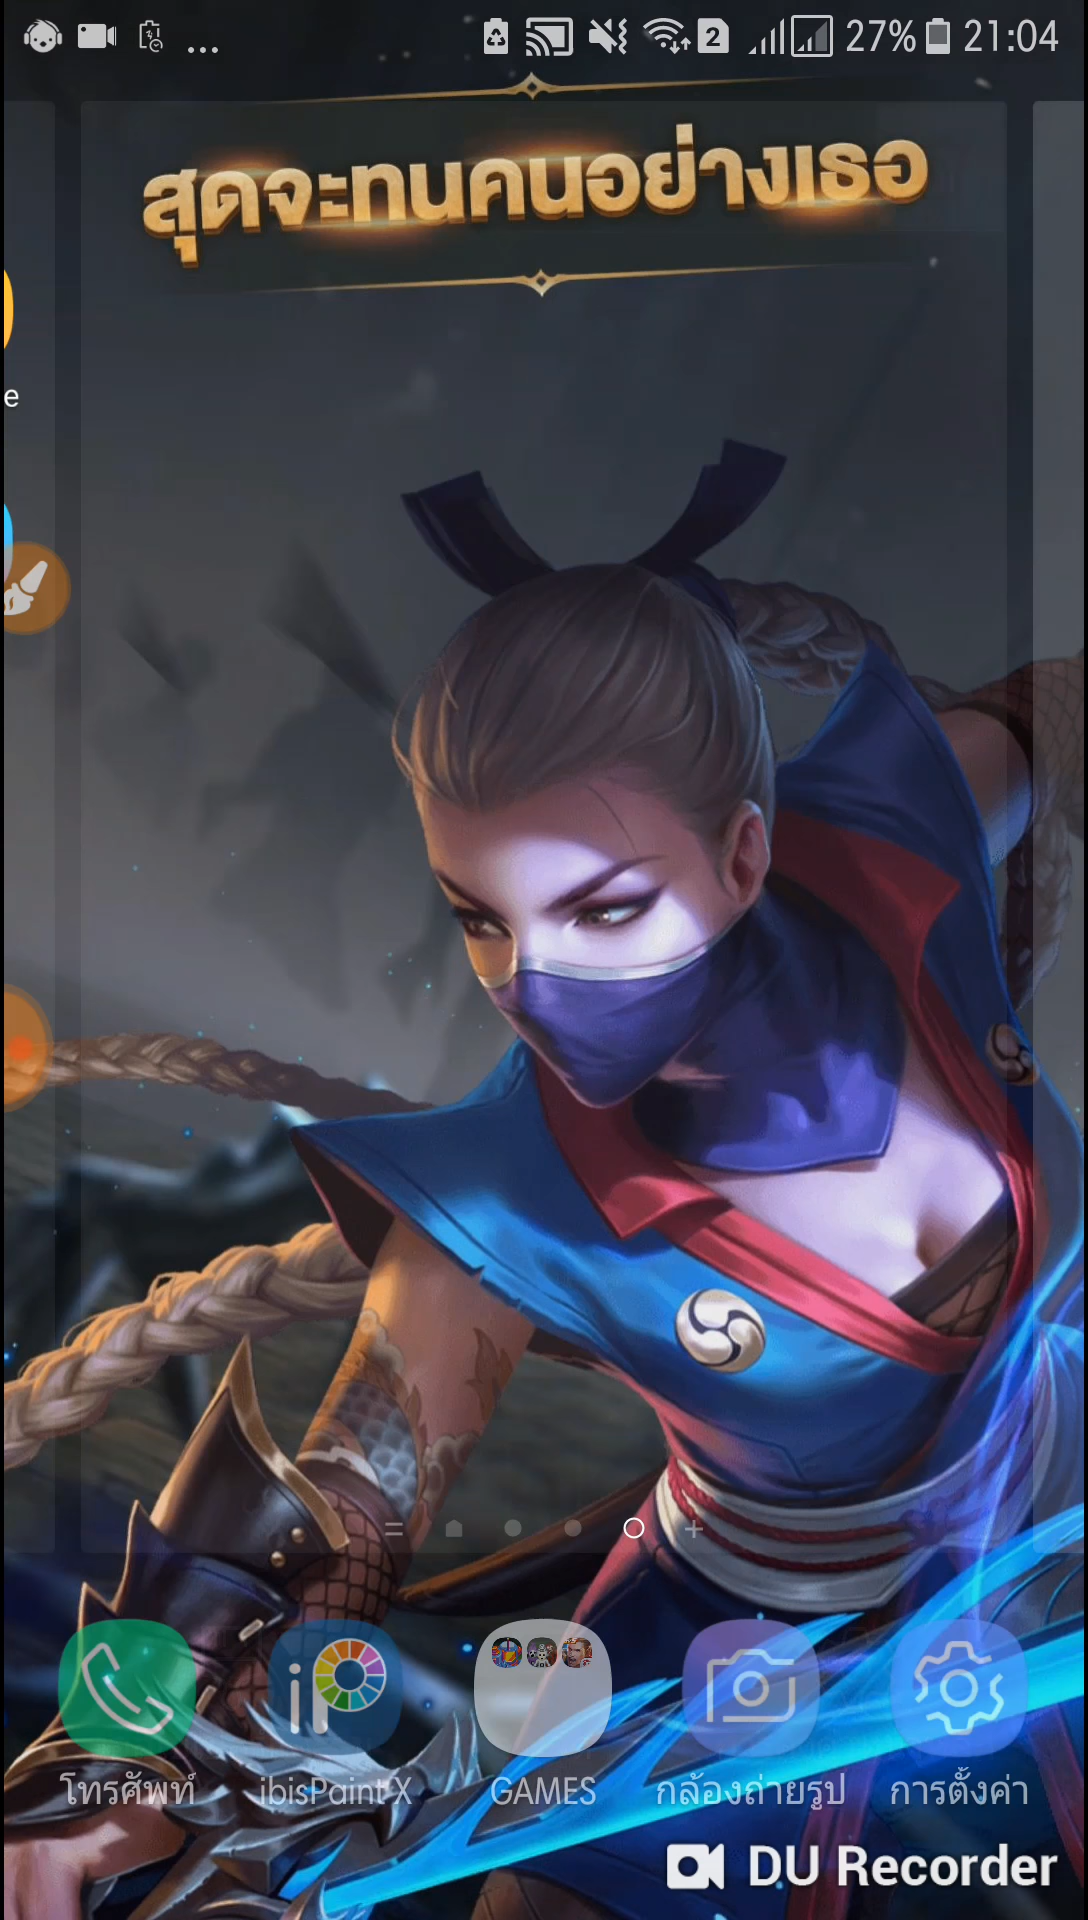 2 27% 21:04
สุดจะทนคนอย่างเธอ
e
โทรศัพท์ ibisPaint X GAMES กล้องถ่ายรูป การตั้งค่า
DU Recorder